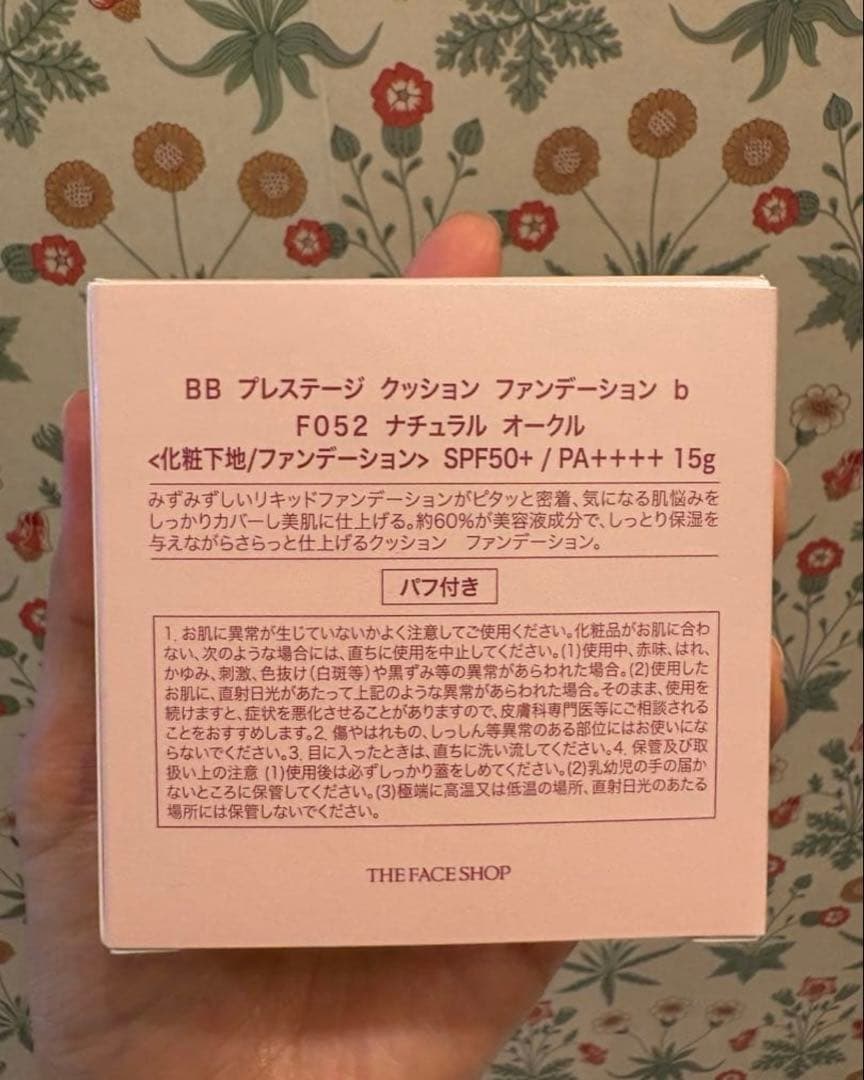 BB プレステージ クッション ファンデーション b
F052 ナチュラル オークル
<化粧下地/ファンデーション> SPF50+ / PA++++ 15g
みずみずしいリキッドファンデーションがピタッと密着、気になる肌悩みを
しっかりカバーし美肌に仕上げる。約60%が美容液成分で、しっとり保湿を
与えながらさらっと仕上げるクッション ファンデーション。
パフ付き
1. お肌に異常が生じていないかよく注意してご使用ください。化粧品がお肌に合わ
ない、次のような場合には、直ちに使用を中止してください。(1)使用中、赤味、はれ、
かゆみ、刺激、色抜け(白斑等)や黒ずみ等の異常があらわれた場合。(2)使用した
お肌に、直射日光があたって上記のような異常があらわれた場合。そのまま、使用を
続けますと、症状を悪化させることがありますので、皮膚科専門医等にご相談される
ことをおすすめします。2. 傷やはれもの、しっしん等異常のある部位にはお使いにな
らないでください。3. 目に入ったときは、直ちに洗い流してください。4. 保管及び取
扱い上の注意 (1)使用後は必ずしっかり蓋をしめてください。(2)乳幼児の手の届か
ないところに保管してください。(3)極端に高温又は低温の場所、直射日光のあたる
場所には保管しないでください。
THE FACE SHOP